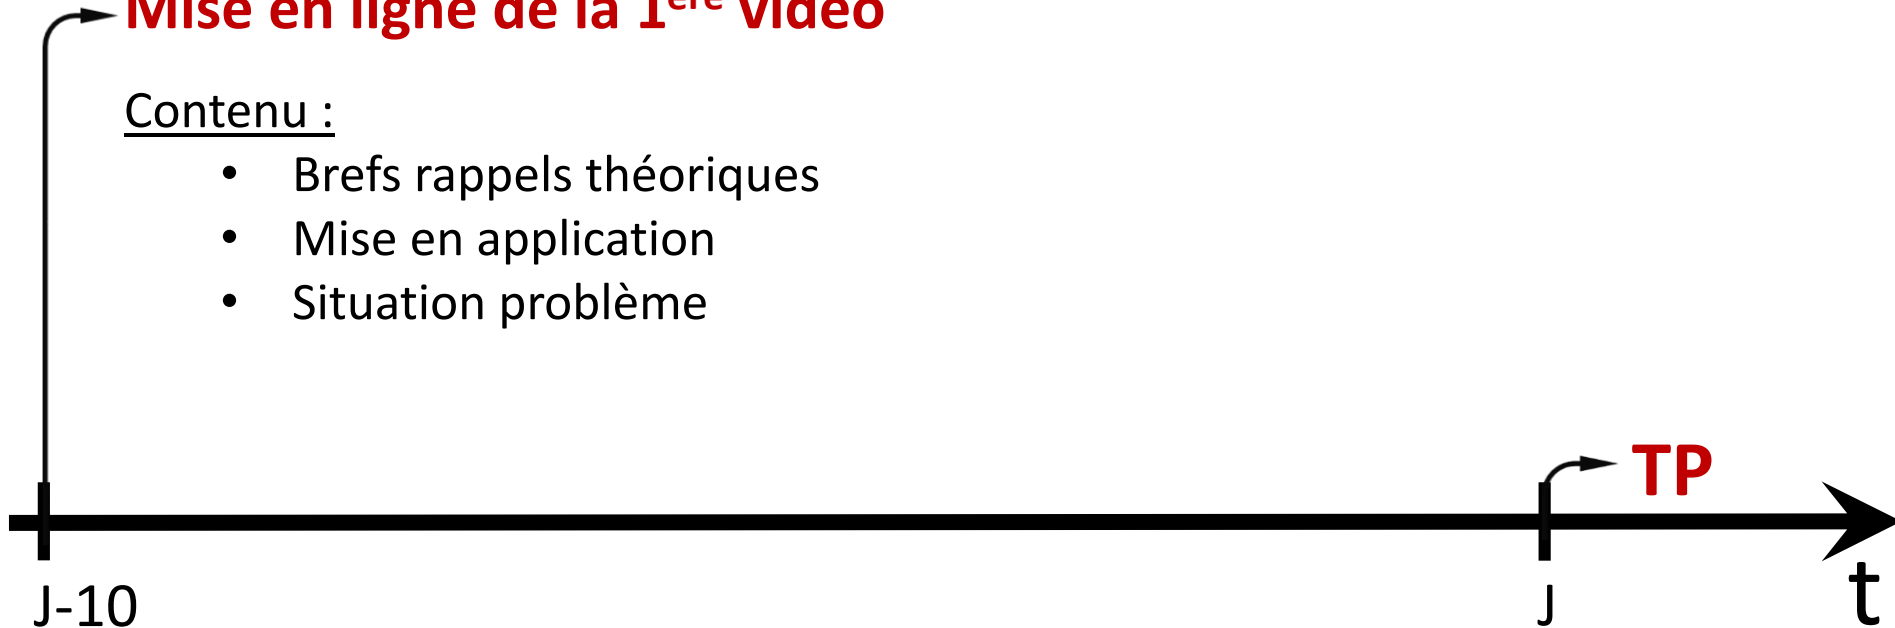 Mise en ligne de la 1ère vidéo
Contenu :
• Brefs rappels théoriques
• Mise en application
• Situation problème
TP
J-10
J
t